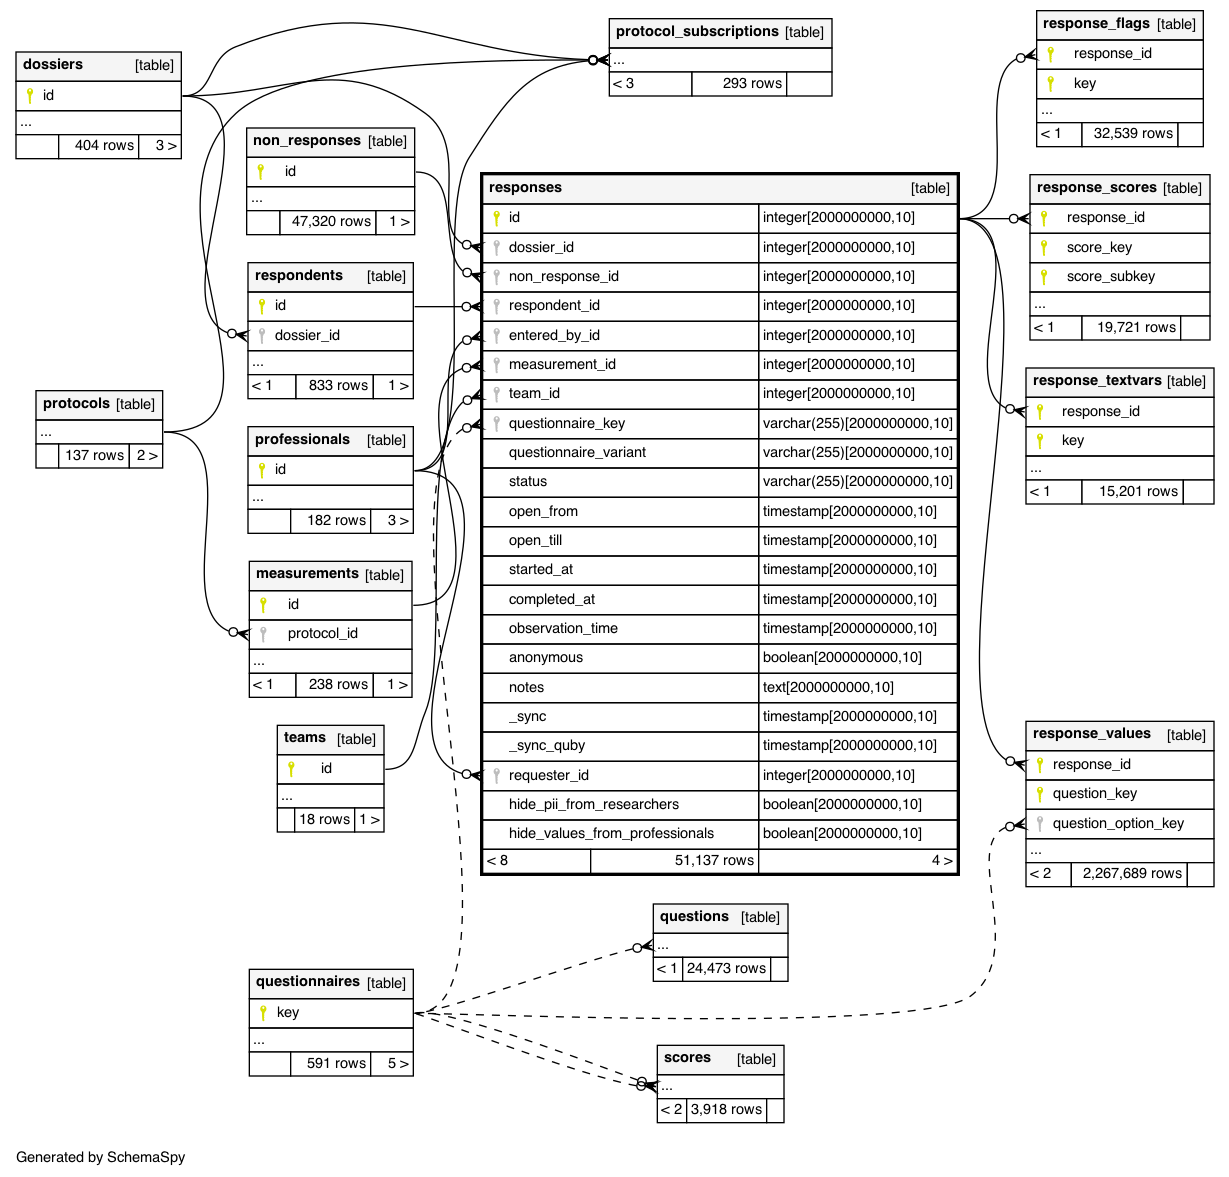 dossiers [table]
id
...
404 rows 3 >
protocol_subscriptions [table]
...
< 3 293 rows
response_flags [table]
response_id
key
...
< 1 32,539 rows
non_responses [table]
id
...
47,320 rows 1 >
respondents [table]
id
dossier_id
...
< 1 833 rows 1 >
protocols [table]
...
137 rows 2 >
professionals [table]
id
...
182 rows 3 >
measurements [table]
id
protocol_id
...
< 1 238 rows 1 >
teams [table]
id
...
18 rows 1 >
responses [table]
id integer[2000000000,10]
dossier_id integer[2000000000,10]
non_response_id integer[2000000000,10]
respondent_id integer[2000000000,10]
entered_by_id integer[2000000000,10]
measurement_id integer[2000000000,10]
team_id integer[2000000000,10]
questionnaire_key varchar(255)[2000000000,10]
questionnaire_variant varchar(255)[2000000000,10]
status varchar(255)[2000000000,10]
open_from timestamp[2000000000,10]
open_till timestamp[2000000000,10]
started_at timestamp[2000000000,10]
completed_at timestamp[2000000000,10]
observation_time timestamp[2000000000,10]
anonymous boolean[2000000000,10]
notes text[2000000000,10]
_sync timestamp[2000000000,10]
_sync_quby timestamp[2000000000,10]
requester_id integer[2000000000,10]
hide_pii_from_researchers boolean[2000000000,10]
hide_values_from_professionals boolean[2000000000,10]
< 8 51,137 rows 4 >
response_scores [table]
response_id
score_key
score_subkey
...
< 1 19,721 rows
response_textvars [table]
response_id
key
...
< 1 15,201 rows
response_values [table]
response_id
question_key
question_option_key
...
< 2 2,267,689 rows
questions [table]
...
< 1 24,473 rows
questionnaires [table]
key
...
591 rows 5 >
scores [table]
...
< 2 3,918 rows
Generated by SchemaSpy